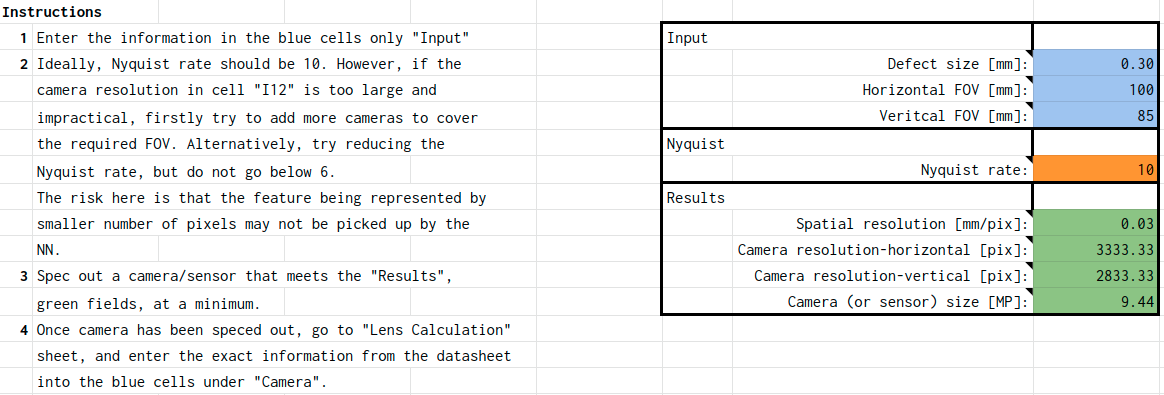 Instructions
1 Enter the information in the blue cells only "Input"
2 Ideally, Nyquist rate should be 10. However, if the
camera resolution in cell "I12" is too large and
impractical, firstly try to add more cameras to cover
the required FOV. Alternatively, try reducing the
Nyquist rate, but do not go below 6.
The risk here is that the feature being represented by
smaller number of pixels may not be picked up by the
NN.
3 Spec out a camera/sensor that meets the "Results",
green fields, at a minimum.
4 Once camera has been speced out, go to "Lens Calculation"
sheet, and enter the exact information from the datasheet
into the blue cells under "Camera".
Input
Defect size [mm]: 0.30
Horizontal FOV [mm]: 100
Veritcal FOV [mm]: 85
Nyquist
Nyquist rate: 10
Results
Spatial resolution [mm/pix]: 0.03
Camera resolution-horizontal [pix]: 3333.33
Camera resolution-vertical [pix]: 2833.33
Camera (or sensor) size [MP]: 9.44